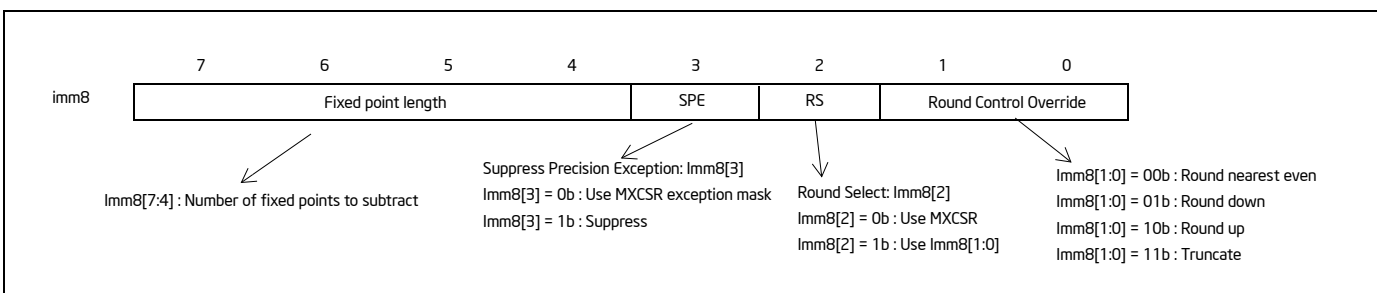 7 6 5 4 3 2 1 0
imm8 Fixed point length SPE RS Round Control Override
Imm8[7:4] : Number of fixed points to subtract
Suppress Precision Exception: Imm8[3]
Imm8[3] = 0b : Use MXCSR exception mask
Imm8[3] = 1b : Suppress
Round Select: Imm8[2]
Imm8[2] = 0b : Use MXCSR
Imm8[2] = 1b : Use Imm8[1:0]
Imm8[1:0] = 00b : Round nearest even
Imm8[1:0] = 01b : Round down
Imm8[1:0] = 10b : Round up
Imm8[1:0] = 11b : Truncate